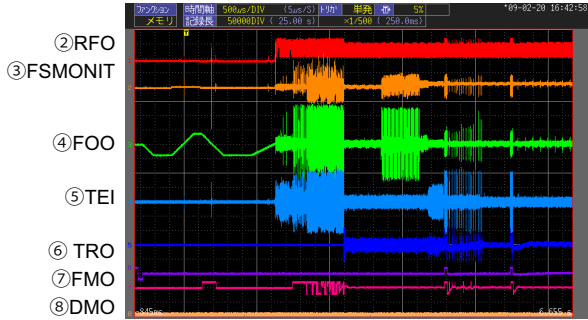 ファンクション 時間軸 500us/DIV (5us/S) トリガ 単発 5% '09-02-20 16:42:58
メモリ 記録長 50000DIV ( 25.00 s) ×1/500 ( 250.0ms)
②RFO
③FSMONIT
④FOO
⑤TEI
⑥ TRO
⑦FMO
⑧DMO
-845ms
6.655 s